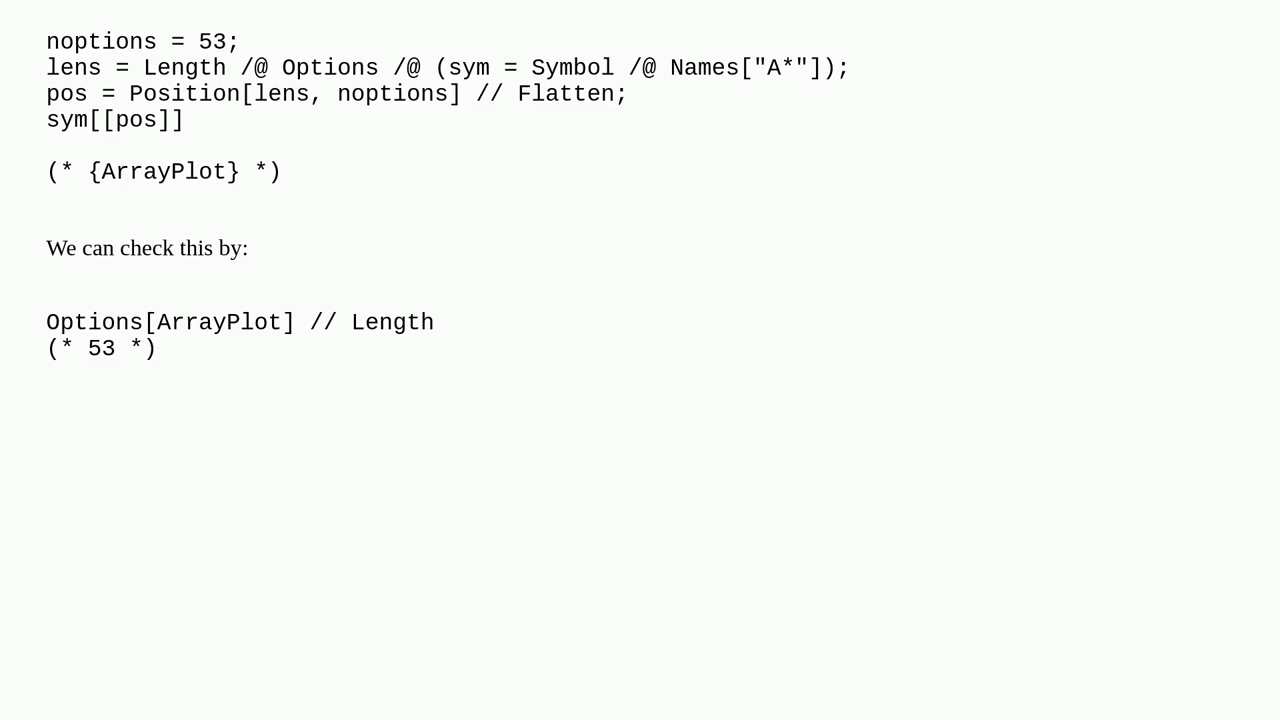 noptions = 53;
lens = Length /@ Options /@ (sym = Symbol /@ Names["A*"]);
pos = Position[lens, noptions] // Flatten;
sym[[pos]]
(* {ArrayPlot} *)
We can check this by:
Options[ArrayPlot] // Length
(* 53 *)